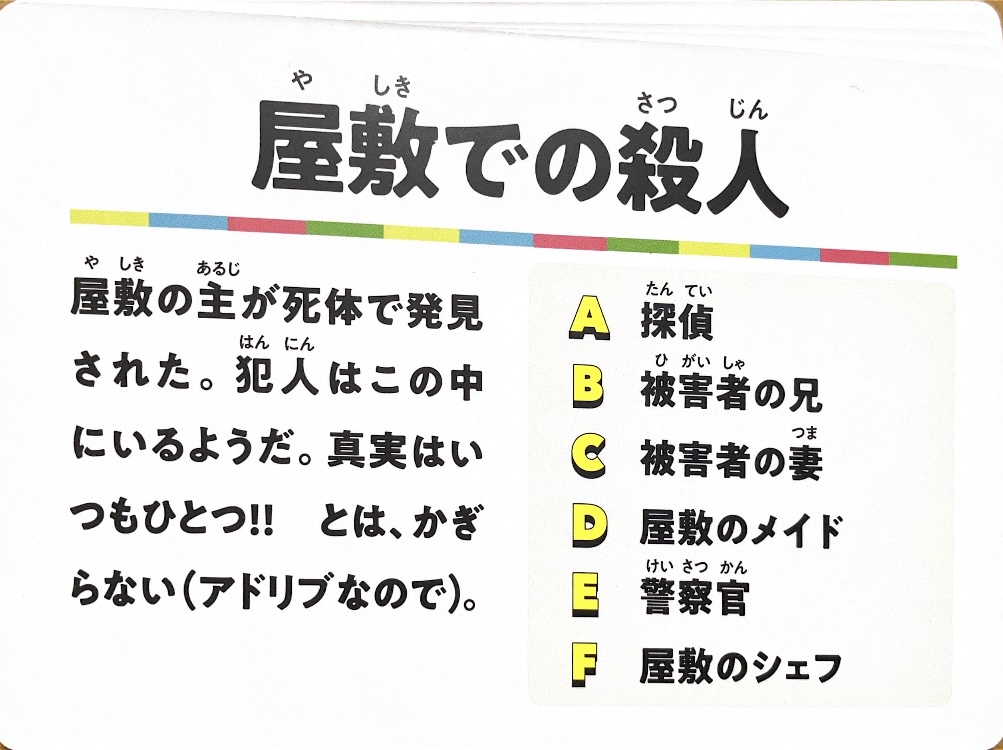 や しき さつ じん
屋敷での殺人
や しき あるじ
屋敷の主が死体で発見
はん にん
された。犯人はこの中
にいるようだ。真実はい
つもひとつ!!　とは、かぎ
らない(アドリブなので)。
たん てい
A 探偵
ひ がい しゃ
B 被害者の兄
つま
C 被害者の妻
D 屋敷のメイド
けい さつ かん
E 警察官
F 屋敷のシェフ